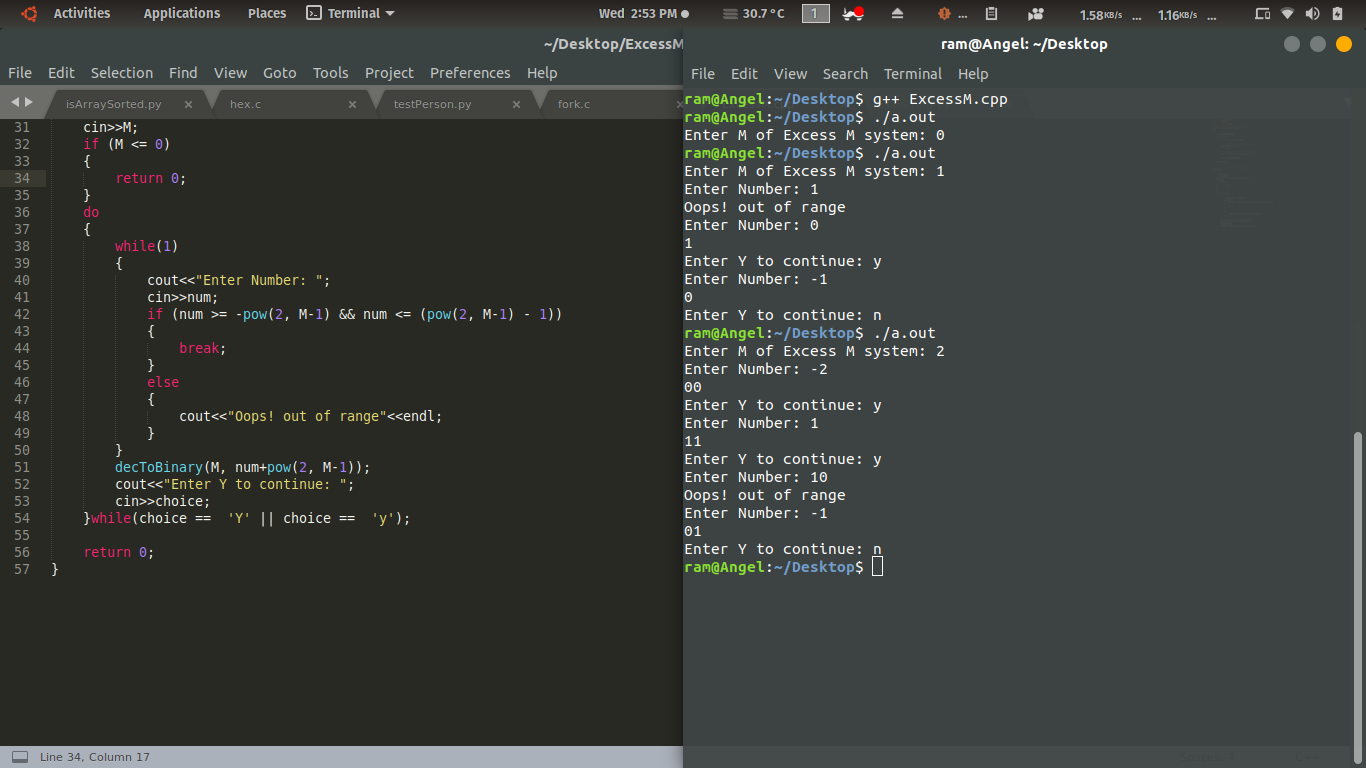 Activities Applications Places Terminal Wed 2:53 PM 30.7 °C 1 ... 1.58KB/s ... 1.16KB/s ...
~/Desktop/ExcessM
File Edit Selection Find View Goto Tools Project Preferences Help
isArraySorted.py × hex.c × testPerson.py × fork.c
31 cin>>M;
32 if (M <= 0)
33 {
34 return 0;
35 }
36 do
37 {
38 while(1)
39 {
40 cout<<"Enter Number: ";
41 cin>>num;
42 if (num >= -pow(2, M-1) && num <= (pow(2, M-1) - 1))
43 {
44 break;
45 }
46 else
47 {
48 cout<<"Oops! out of range"<<endl;
49 }
50 }
51 decToBinary(M, num+pow(2, M-1));
52 cout<<"Enter Y to continue: ";
53 cin>>choice;
54 }while(choice == 'Y' || choice == 'y');
55
56 return 0;
57 }
Line 34, Column 17
ram@Angel: ~/Desktop
File Edit View Search Terminal Help
ram@Angel:~/Desktop$ g++ ExcessM.cpp
ram@Angel:~/Desktop$ ./a.out
Enter M of Excess M system: 0
ram@Angel:~/Desktop$ ./a.out
Enter M of Excess M system: 1
Enter Number: 1
Oops! out of range
Enter Number: 0
1
Enter Y to continue: y
Enter Number: -1
0
Enter Y to continue: n
ram@Angel:~/Desktop$ ./a.out
Enter M of Excess M system: 2
Enter Number: -2
00
Enter Y to continue: y
Enter Number: 1
11
Enter Y to continue: y
Enter Number: 10
Oops! out of range
Enter Number: -1
01
Enter Y to continue: n
ram@Angel:~/Desktop$